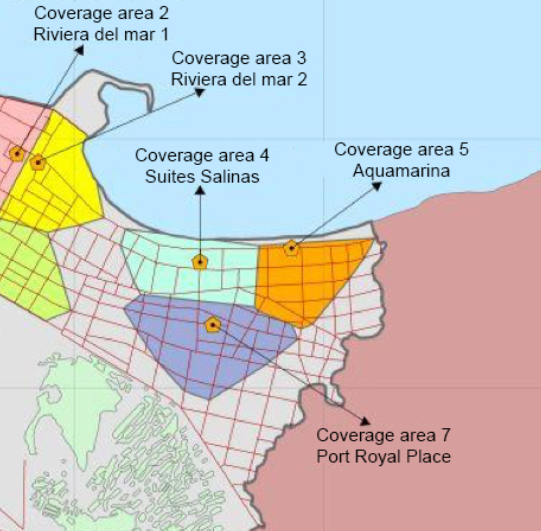 Coverage area 2
Riviera del mar 1
Coverage area 3
Riviera del mar 2
Coverage area 4
Suites Salinas
Coverage area 5
Aquamarina
Coverage area 7
Port Royal Place